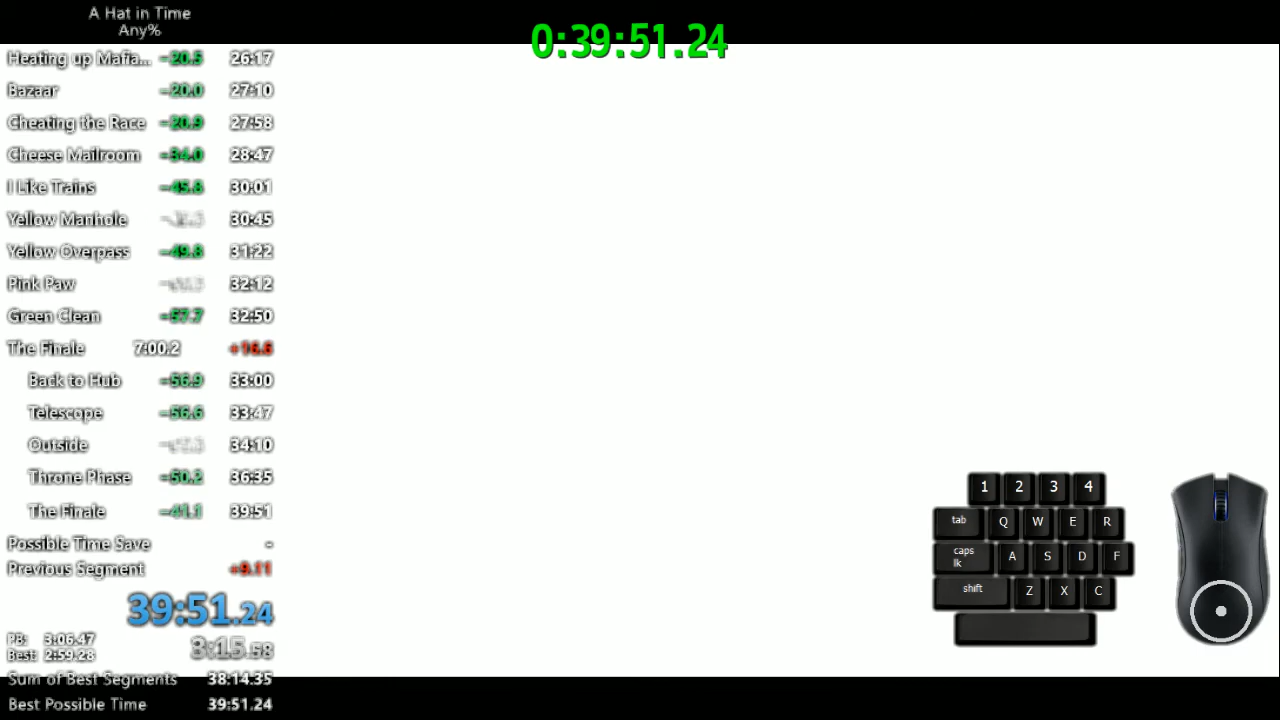 A Hat in Time
Any%
0:39:51.24
Heating up Mafia... -20.5 26:17
Bazaar -20.0 27:10
Cheating the Race -20.9 27:58
Cheese Mailroom -34.0 28:47
I Like Trains -45.8 30:01
Yellow Manhole 30:45
Yellow Overpass -49.8 31:22
Pink Paw 32:12
Green Clean -57.7 32:50
The Finale 7:00.2 +16.6
Back to Hub -56.9 33:00
Telescope -56.6 33:47
Outside 34:10
Throne Phase -50.2 36:35
The Finale -41.1 39:51
Possible Time Save -
Previous Segment +9.11
39:51.24
PB: 3:06.47
Best: 2:59.28
3:15.58
Sum of Best Segments 38:14.35
Best Possible Time 39:51.24
1 2 3 4
tab Q W E R
caps lk A S D F
shift Z X C